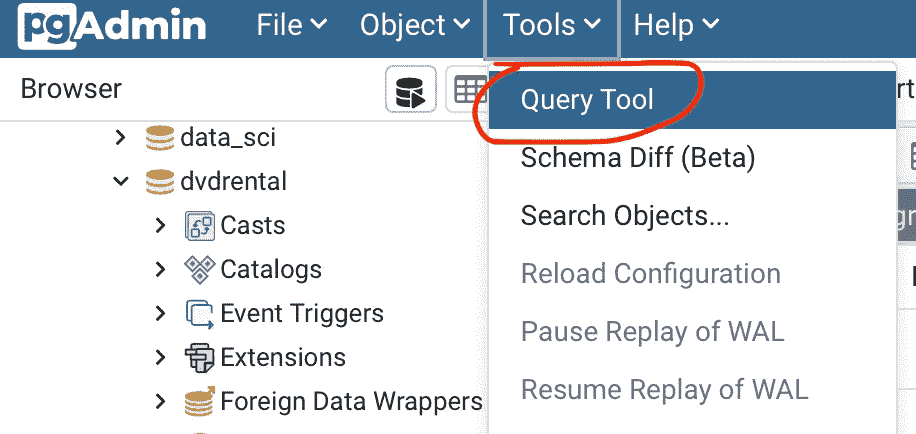 pgAdmin File Object Tools Help
Browser
Query Tool
data_sci
Schema Diff (Beta)
dvdrental
Search Objects...
Casts
Catalogs
Reload Configuration
Event Triggers
Pause Replay of WAL
Extensions
Resume Replay of WAL
Foreign Data Wrappers